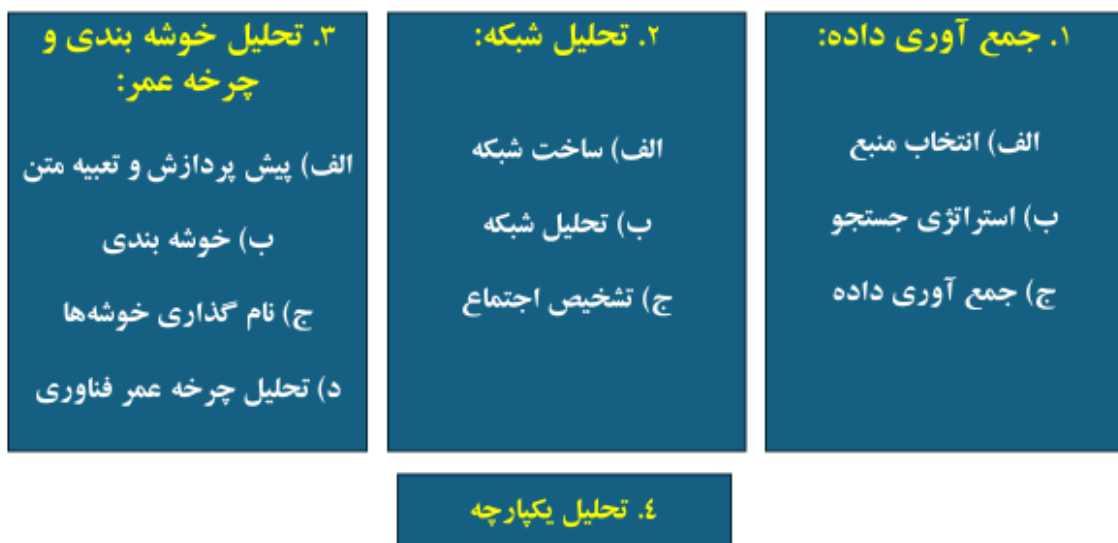 ۱. جمع آوری داده:
الف) انتخاب منبع
ب) استراتژی جستجو
ج) جمع آوری داده
۲. تحلیل شبکه:
الف) ساخت شبکه
ب) تحلیل شبکه
ج) تشخیص اجتماع
۳. تحلیل خوشه بندی و
چرخه عمر:
الف) پیش پردازش و تعبیه متن
ب) خوشه بندی
ج) نام گذاری خوشه‌ها
د) تحلیل چرخه عمر فناوری
٤. تحلیل یکپارچه